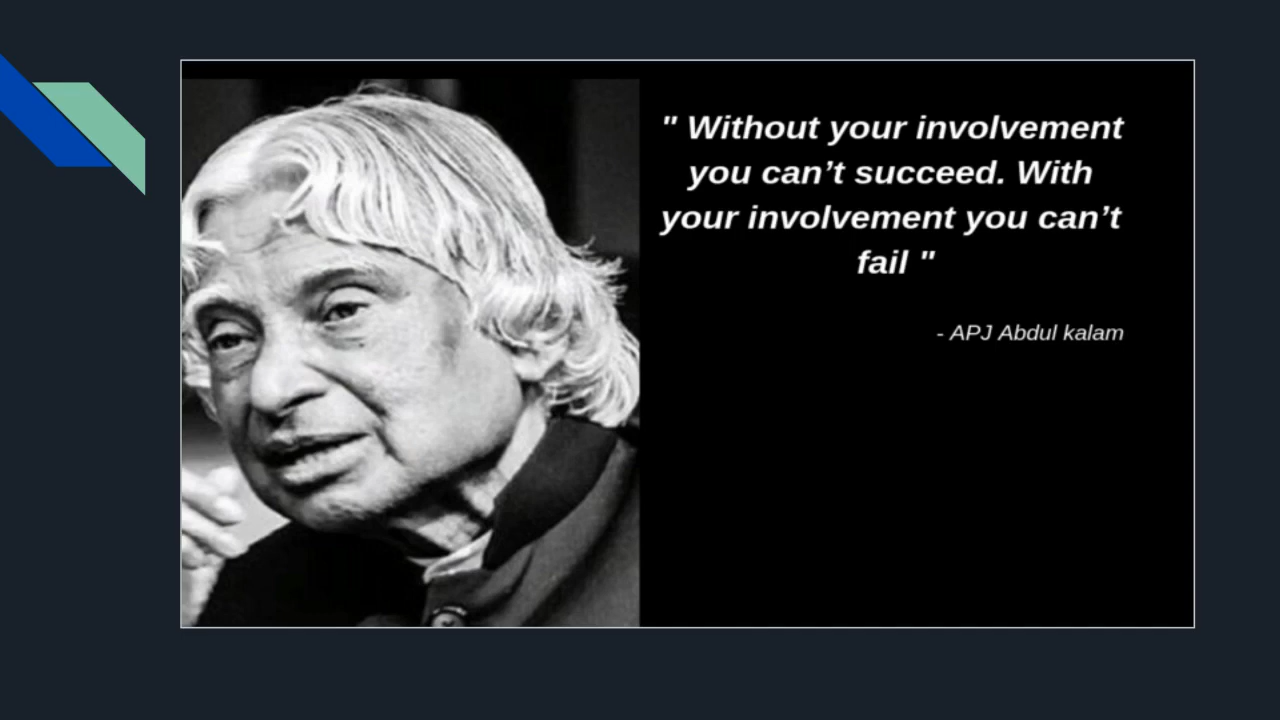 " Without your involvement
you can’t succeed. With
your involvement you can’t
fail "
- APJ Abdul kalam